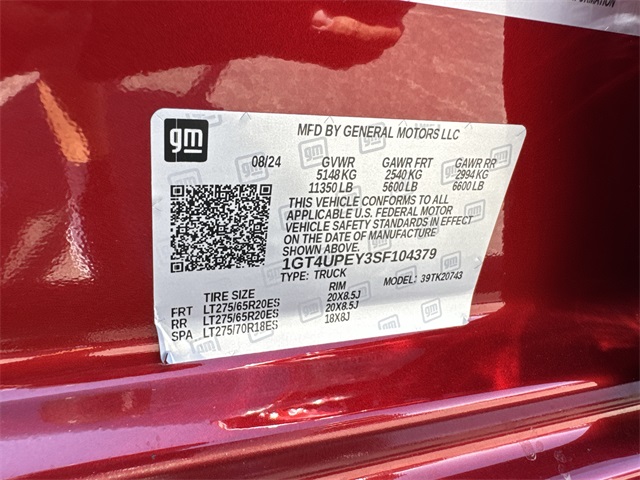 FORMATION
gm
MFD BY GENERAL MOTORS LLC
08/24 GVWR GAWR FRT GAWR RR
5148 KG 2540 KG 2994 KG
11350 LB 5600 LB 6600 LB
THIS VEHICLE CONFORMS TO ALL
APPLICABLE U.S. FEDERAL MOTOR
VEHICLE SAFETY STANDARDS IN EFFECT
ON THE DATE OF MANUFACTURE
SHOWN ABOVE.
1GT4UPEY3SF104379
TYPE: TRUCK MODEL: 39TK20743
TIRE SIZE RIM
FRT LT275/65R20ES 20X8.5J
RR LT275/65R20ES 20X8.5J
SPA LT275/70R18ES 18X8J